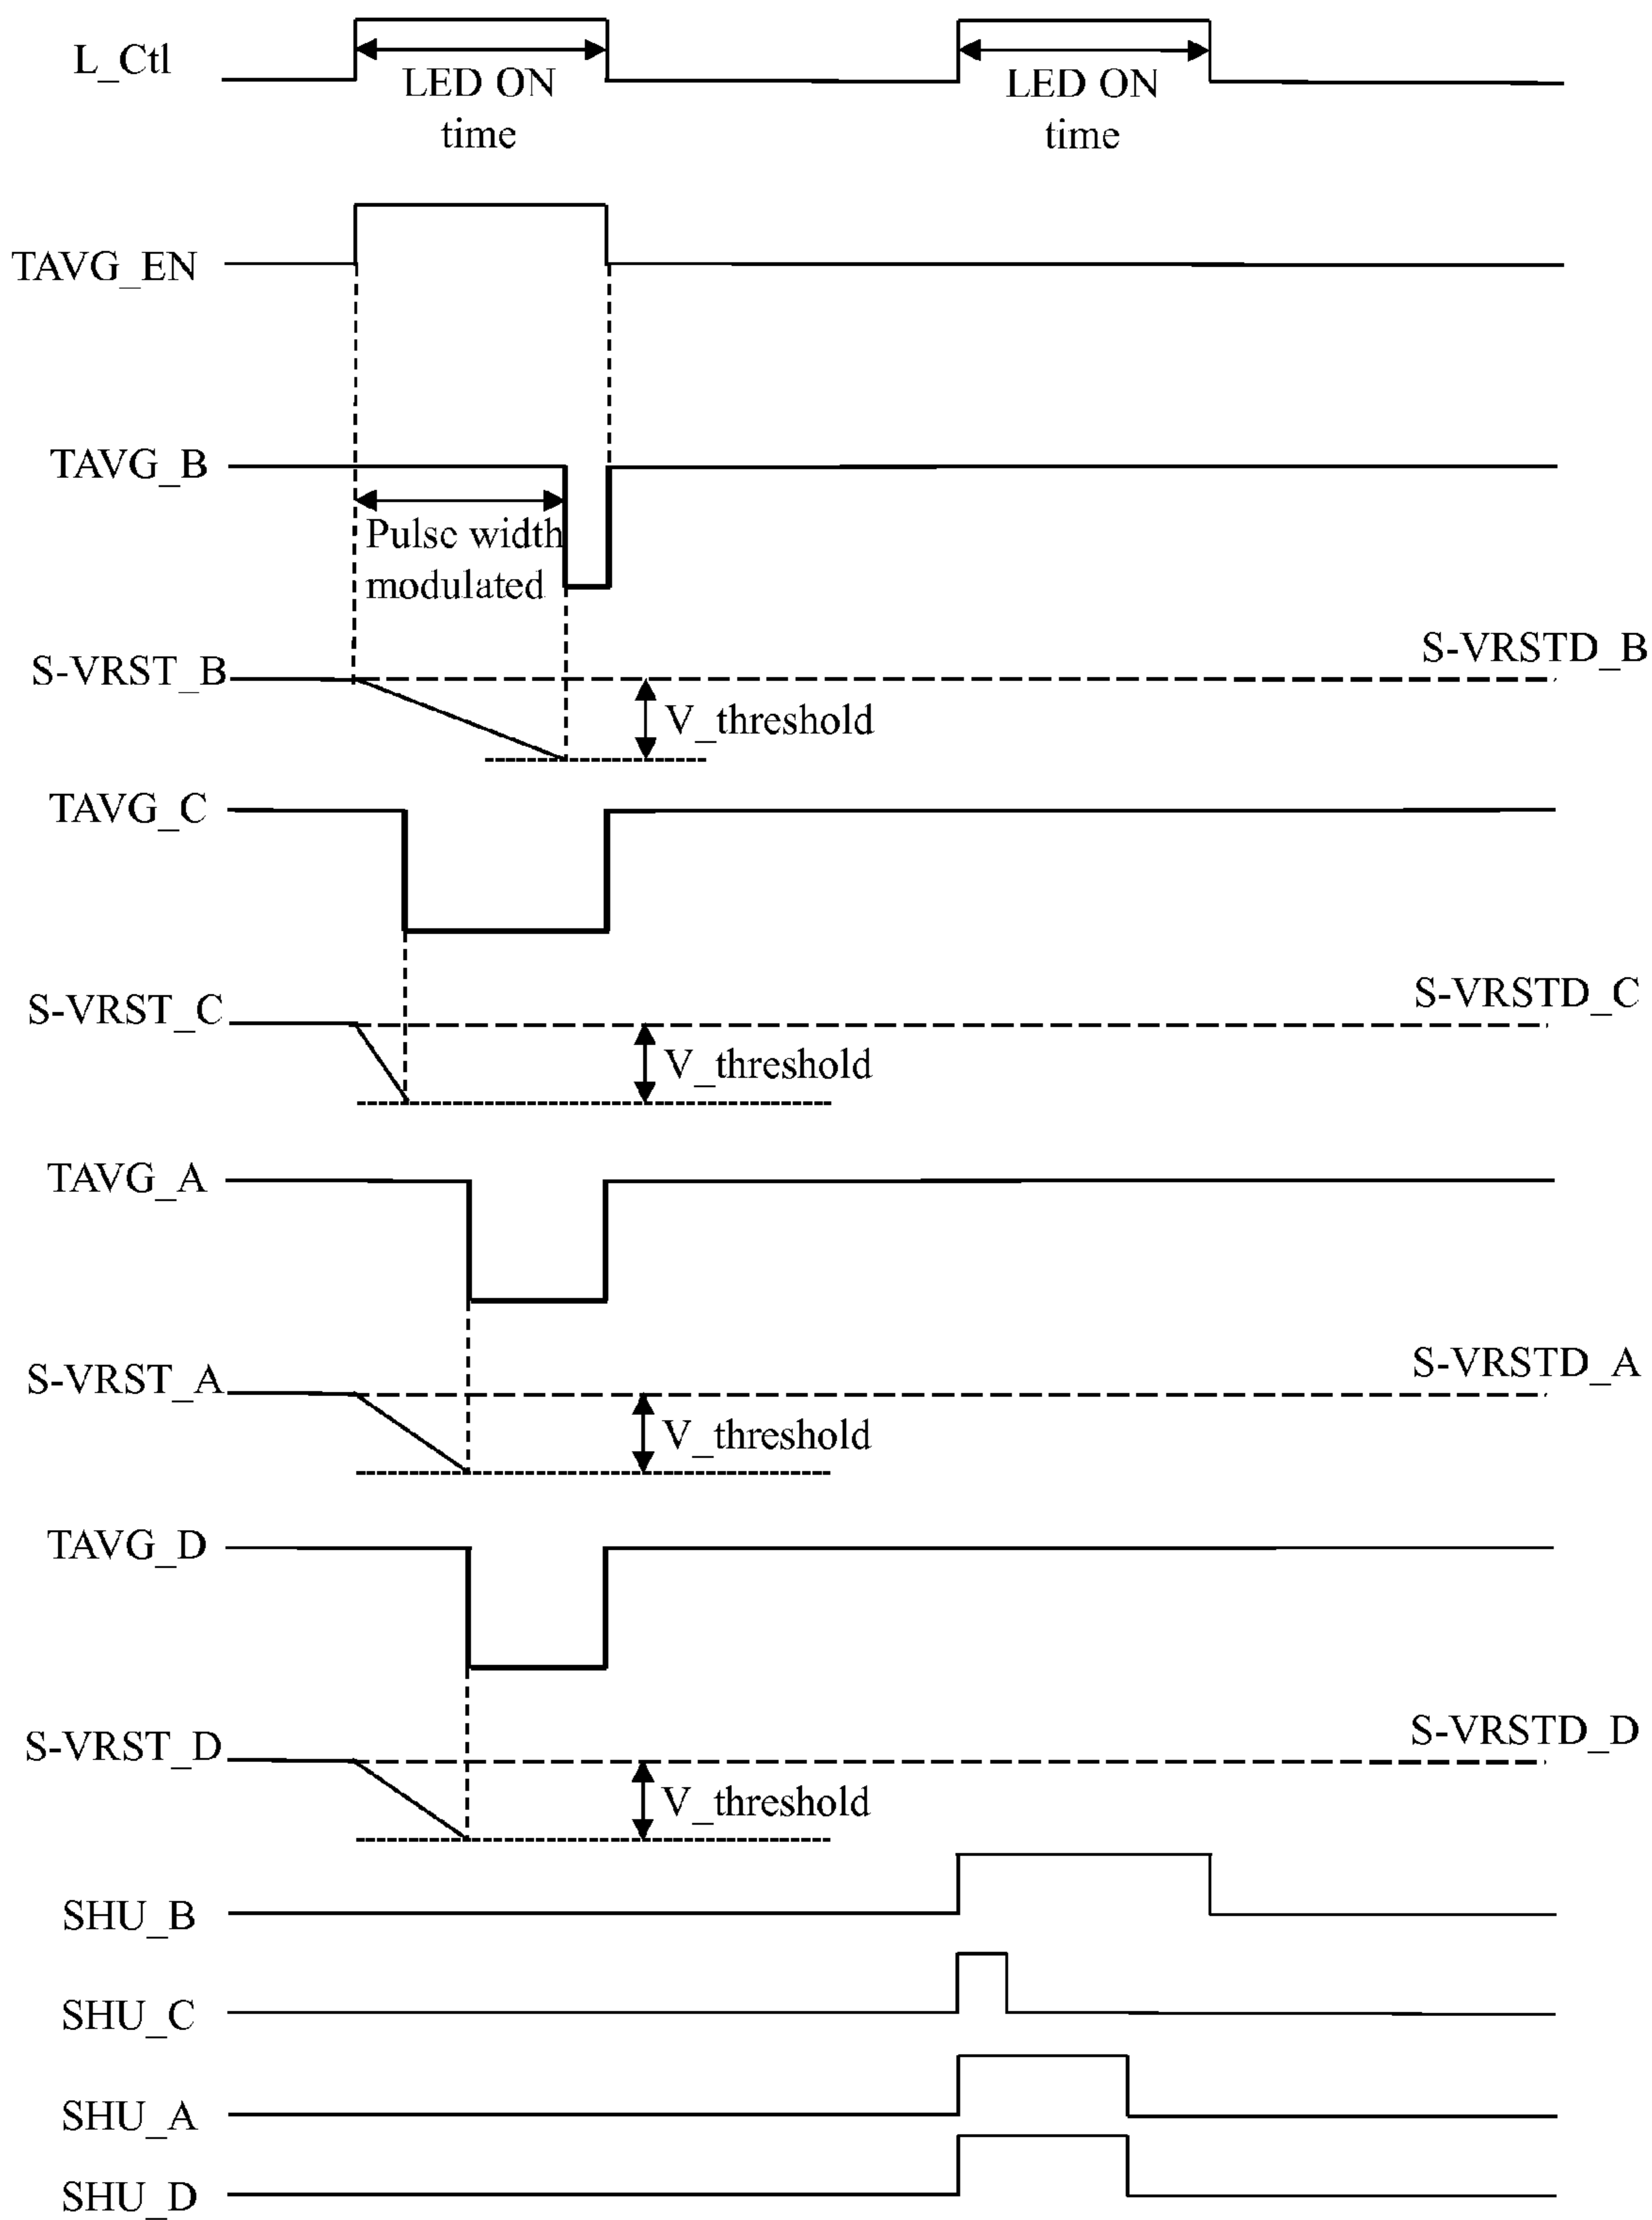 L_Ctl
LED ON
time
LED ON
time
TAVG_EN
TAVG_B
Pulse width
modulated
S-VRST_B
S-VRSTD_B
V_threshold
TAVG_C
S-VRST_C
S-VRSTD_C
V_threshold
TAVG_A
S-VRST_A
S-VRSTD_A
V_threshold
TAVG_D
S-VRST_D
S-VRSTD_D
V_threshold
SHU_B
SHU_C
SHU_A
SHU_D